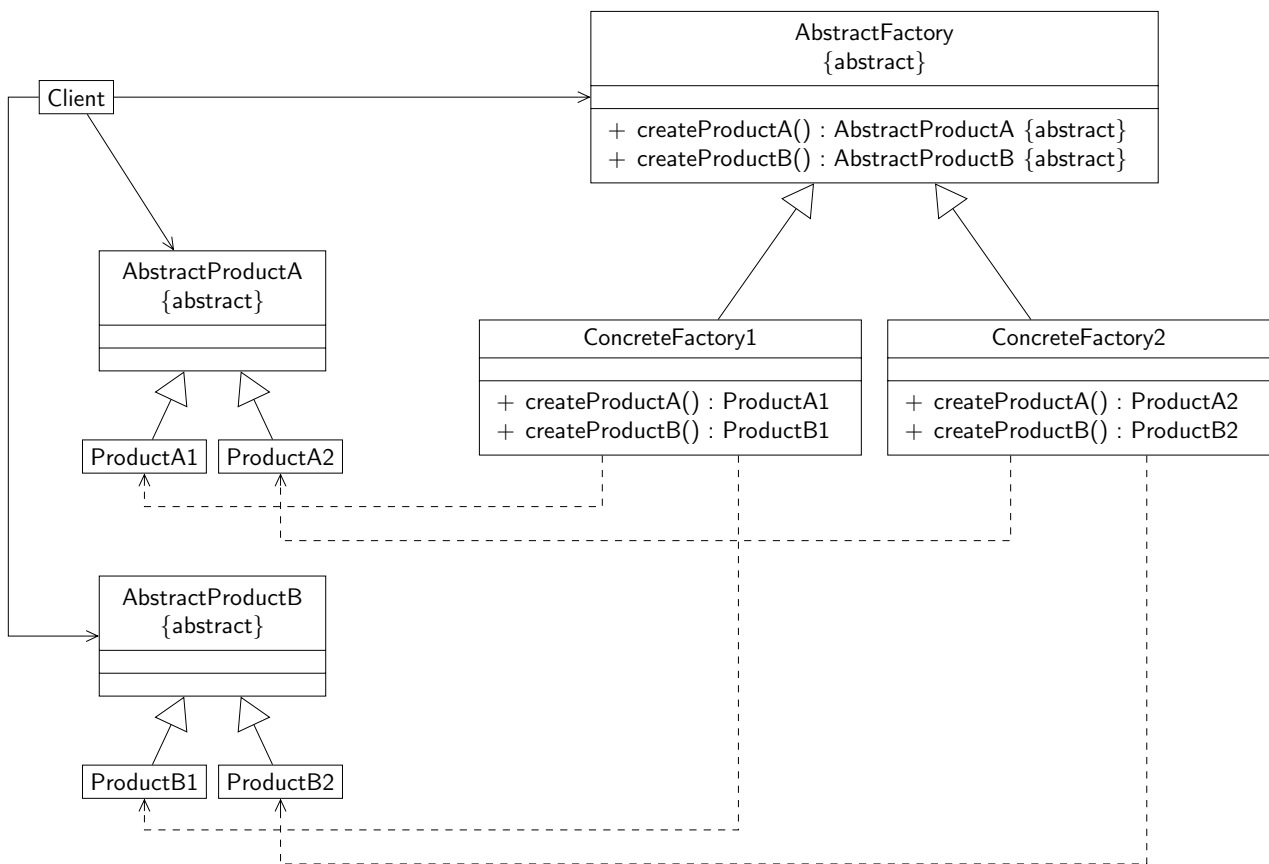 AbstractFactory
{abstract}
Client
+ createProductA() : AbstractProductA {abstract}
+ createProductB() : AbstractProductB {abstract}
AbstractProductA
{abstract}
ConcreteFactory1
+ createProductA() : ProductA1
+ createProductB() : ProductB1
ConcreteFactory2
+ createProductA() : ProductA2
+ createProductB() : ProductB2
ProductA1
ProductA2
AbstractProductB
{abstract}
ProductB1
ProductB2